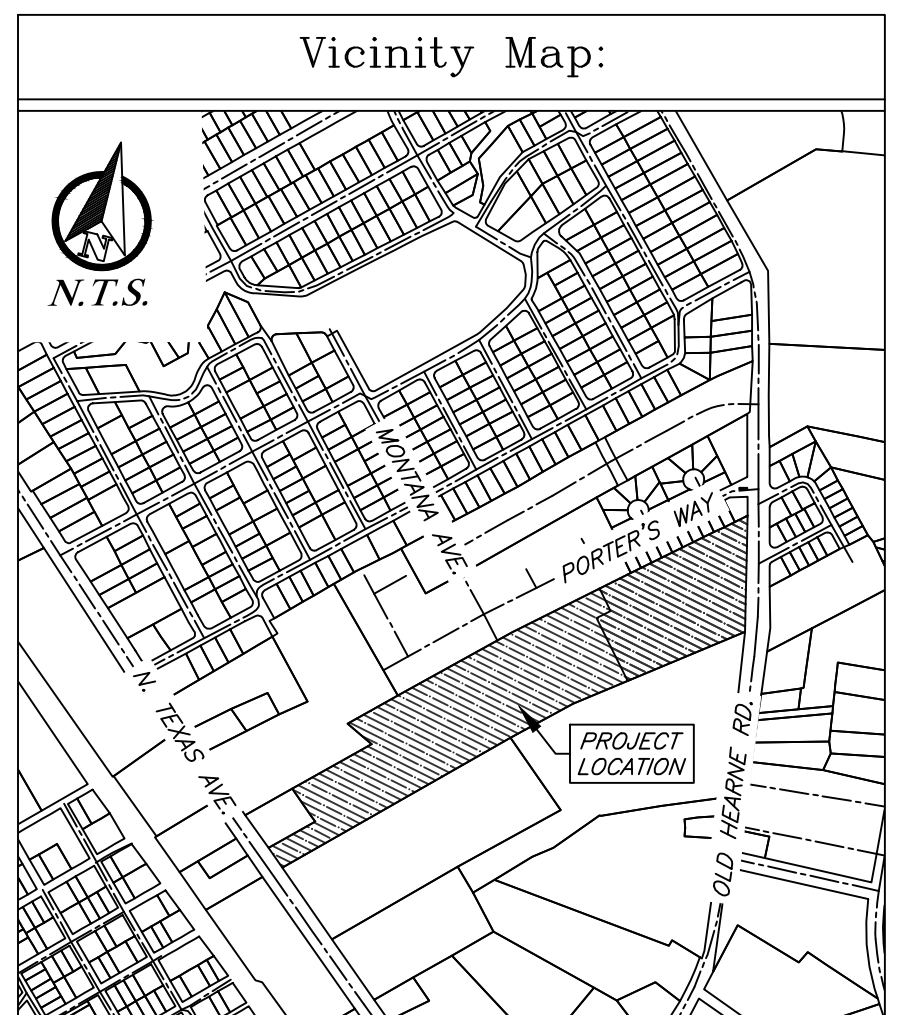 Vicinity Map:
N
N.T.S.
MONTANA AVE.
PORTER'S WAY
N. TEXAS AVE.
PROJECT
LOCATION
OLD HEARNE RD.